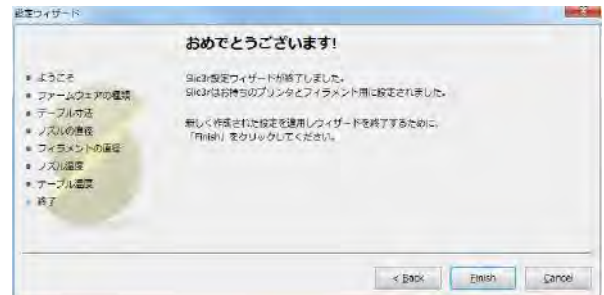 設定ウィザード
おめでとうございます!
ようこそ
ファームウェアの種類
テーブル寸法
ノズルの直径
フィラメントの直径
ノズル温度
テーブル温度
終了
Slic3r設定ウィザードが終了しました。
Slic3rはお持ちのプリンタとフィラメント用に設定されました。
新しく作成された設定を適用しウィザードを終了するために、
「Finish」をクリックしてください。
< Back
Finish
Cancel